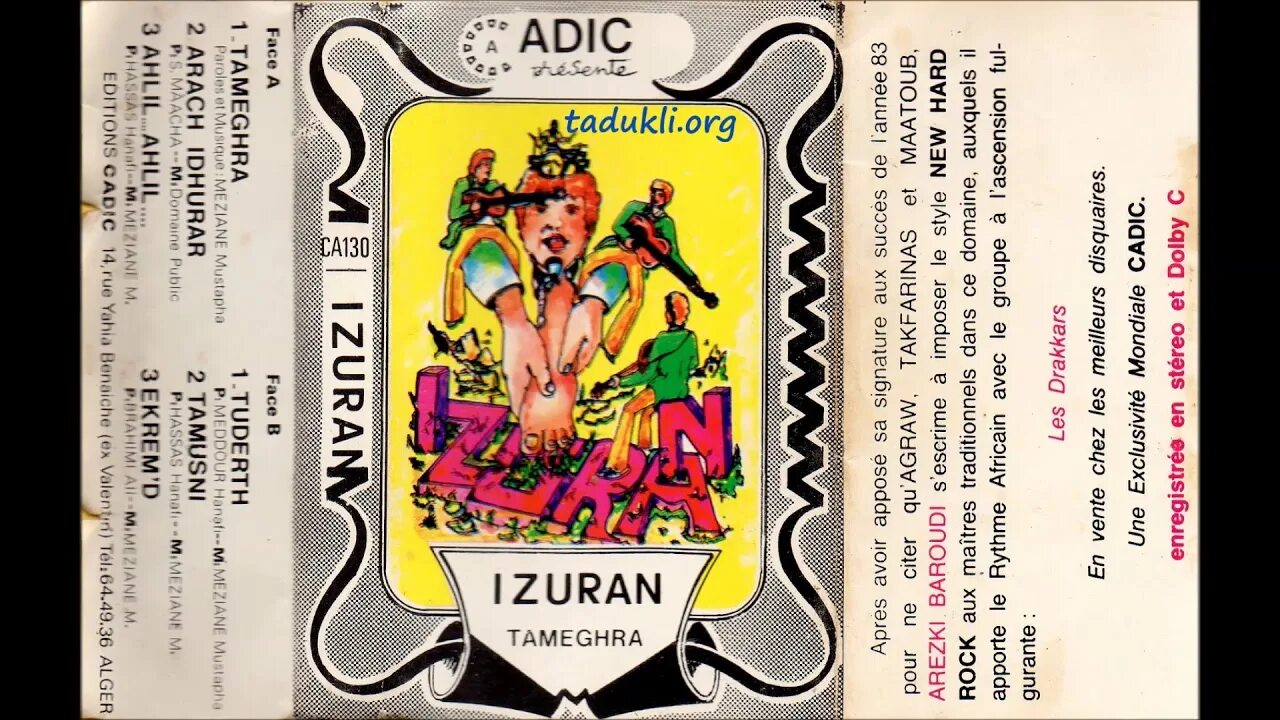 Face A
1. TAMEGHRA
Paroles et Musique : MEZIANE Mustapha
2 ARACH IDHURAR
P. S. MAACHA -- M. Domaine Public
3 AHLIL... AHLIL....
P. HASSAS Hanafi -- M. MEZIANE M.
Face B
1. TUDERTH
P. MEDDOUR Hanafi -- M. MEZIANE Mustapha
2 TAMUSNI
P. HASSAS Hanafi -- M. MEZIANE M.
3 EKREM'D
P. BRAHIMI Ali -- M. MEZIANE M.
EDITIONS CADIC 14, rue Yahia Benaiche (ex Valentin) Tél : 64.49.36 ALGER
CA130
IZURAN
A
ADIC
présente
tadukli.org
IZURAN
IZURAN
TAMEGHRA
Après avoir apposé sa signature aux succès de l'année 83
pour ne citer qu'AGRAW, TAKFARINAS et MAATOUB,
AREZKI BAROUDI s'escrime à imposer le style NEW HARD
ROCK aux maîtres traditionnels dans ce domaine, auxquels il
apporte le Rythme Africain avec le groupe à l'ascension ful-
gurante :
Les Drakkars
En vente chez les meilleurs disquaires.
Une Exclusivité Mondiale CADIC.
enregistrée en stéreo et Dolby C